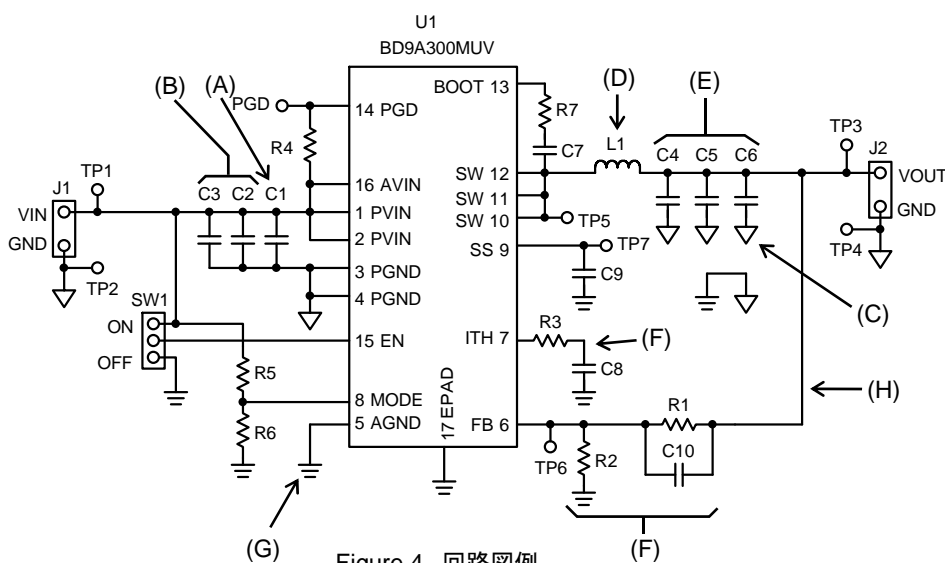 U1
BD9A300MUV
(B)
(A)
PGD
14 PGD
BOOT 13
(D)
(E)
R4
R7
L1
C4
C5
C6
TP3
J2
C7
TP1
16 AVIN
SW 12
VOUT
J1
C3
C2
C1
SW 11
VIN
1 PVIN
SW 10
TP5
GND
GND
2 PVIN
TP4
SS 9
TP7
TP2
3 PGND
C9
SW1
4 PGND
(C)
ON
R3
(F)
15 EN
ITH 7
OFF
R5
C8
8 MODE
R1
(H)
5 AGND
17 EPAD
FB 6
R6
TP6
R2
C10
(G)
Figure 4. 回路図例
(F)